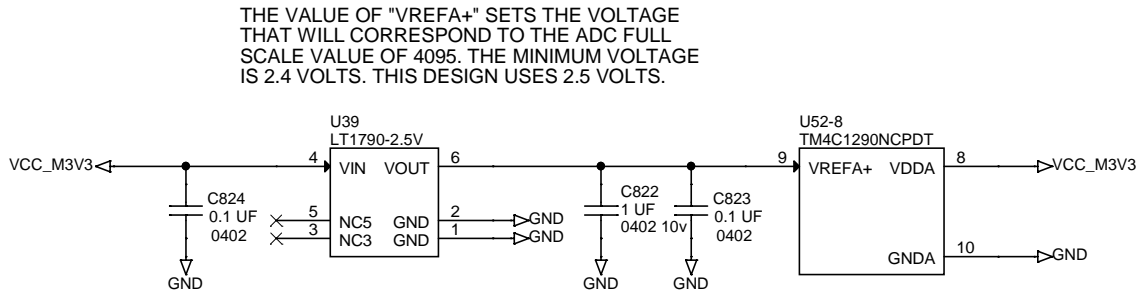 THE VALUE OF "VREFA+" SETS THE VOLTAGE
THAT WILL CORRESPOND TO THE ADC FULL
SCALE VALUE OF 4095. THE MINIMUM VOLTAGE
IS 2.4 VOLTS. THIS DESIGN USES 2.5 VOLTS.
U39
LT1790-2.5V
U52-8
TM4C1290NCPDT
VCC_M3V3
4
VIN
VOUT
6
9
VREFA+
VDDA
8
VCC_M3V3
C824
0.1 UF
0402
5
NC5
GND
2
GND
3
NC3
GND
1
GND
C822
1 UF
0402 10v
C823
0.1 UF
0402
GNDA
10
GND
GND
GND
GND